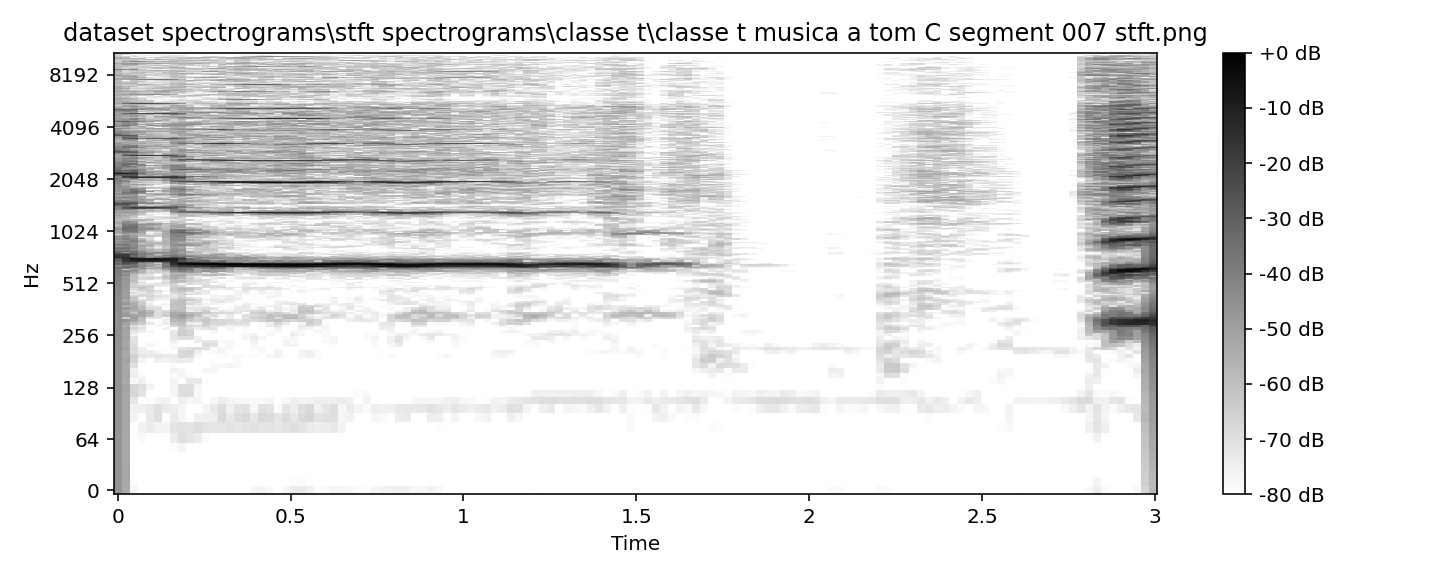 dataset spectrograms\stft spectrograms\classe t\classe t musica a tom C segment 007 stft.png
8192
4096
2048
1024
512
256
128
64
0
Hz
0
0.5
1
1.5
2
2.5
3
Time
+0 dB
-10 dB
-20 dB
-30 dB
-40 dB
-50 dB
-60 dB
-70 dB
-80 dB